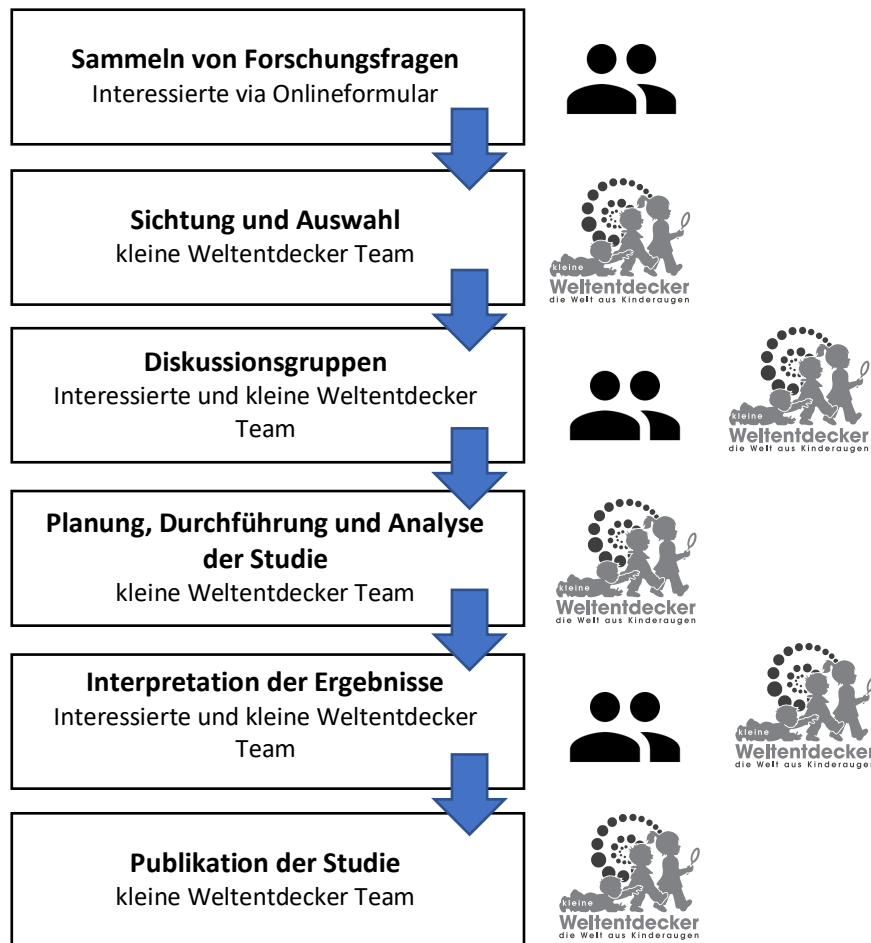 Sammeln von Forschungsfragen
Interessierte via Onlineformular
Sichtung und Auswahl
kleine Weltentdecker Team
kleine
Weltentdecker
die Welt aus Kinderaugen
Diskussionsgruppen
Interessierte und kleine Weltentdecker
Team
kleine
Weltentdecker
die Welt aus Kinderaugen
Planung, Durchführung und Analyse
der Studie
kleine Weltentdecker Team
kleine
Weltentdecker
die Welt aus Kinderaugen
Interpretation der Ergebnisse
Interessierte und kleine Weltentdecker
Team
kleine
Weltentdecker
die Welt aus Kinderaugen
Publikation der Studie
kleine Weltentdecker Team
kleine
Weltentdecker
die Welt aus Kinderaugen